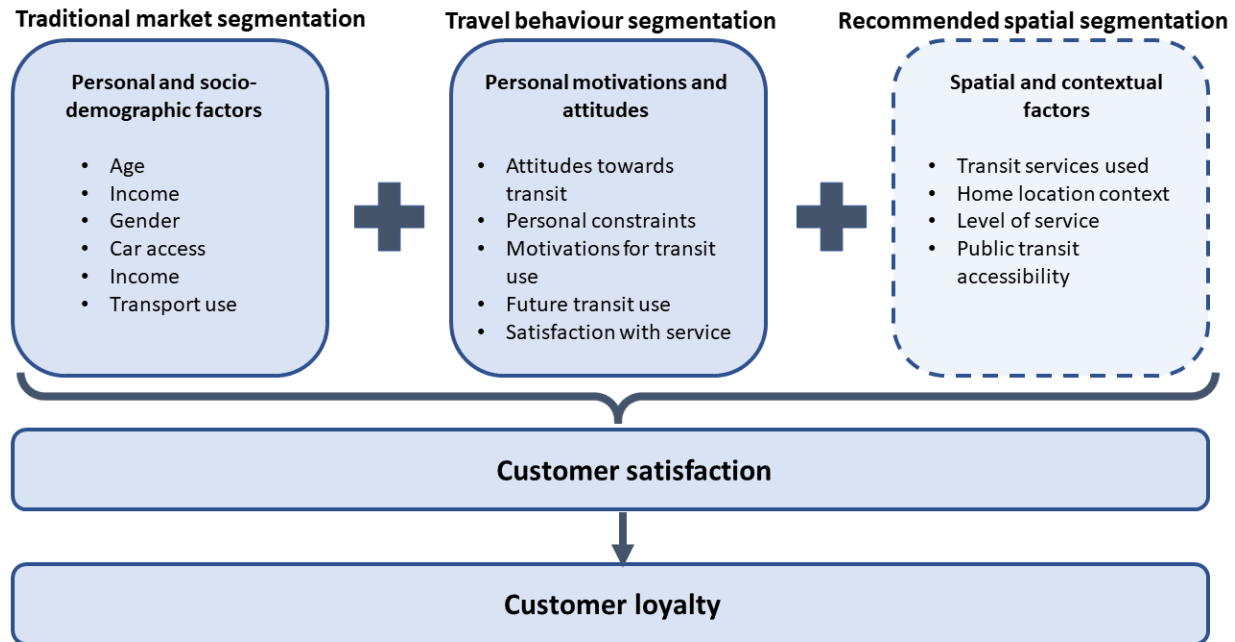 Traditional market segmentation
Personal and socio-
demographic factors
• Age
• Income
• Gender
• Car access
• Income
• Transport use
Travel behaviour segmentation
Personal motivations and
attitudes
• Attitudes towards
transit
• Personal constraints
• Motivations for transit
use
• Future transit use
• Satisfaction with service
Recommended spatial segmentation
Spatial and contextual
factors
• Transit services used
• Home location context
• Level of service
• Public transit
accessibility
Customer satisfaction
Customer loyalty